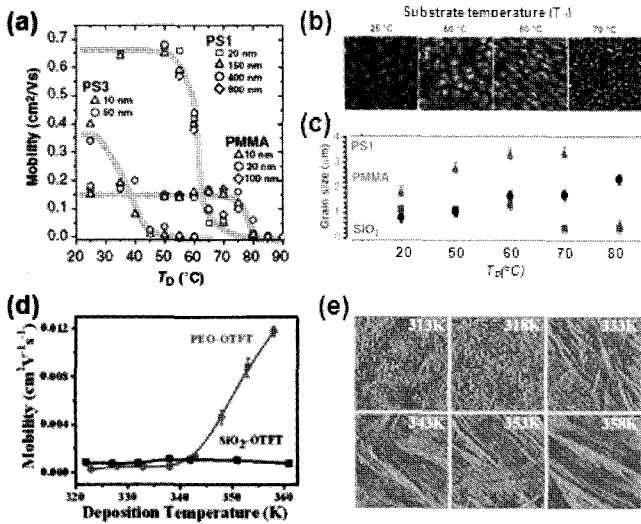 (a)
Mobility (cm²/Vs)
0.7
0.6
0.5
0.4
0.3
0.2
0.1
0.0
PS3
10 nm
50 nm
PS1
20 nm
150 nm
400 nm
800 nm
PMMA
10 nm
20 nm
100 nm
20 30 40 50 60 70 80 90
T_D (°C)
(b)
Substrate temperature
25 °C
70 °C
(c)
Grain size (μm)
PS1
PMMA
SiO₂
20 50 60 70 80
T_D(°C)
(d)
Mobility (cm²V⁻¹s⁻¹)
0.012
0.008
0.004
0.000
PEO-OTFT
SiO₂-OTFT
320 330 340 350 360
Deposition Temperature (K)
(e)
313K
318K
333K
343K
353K
358K